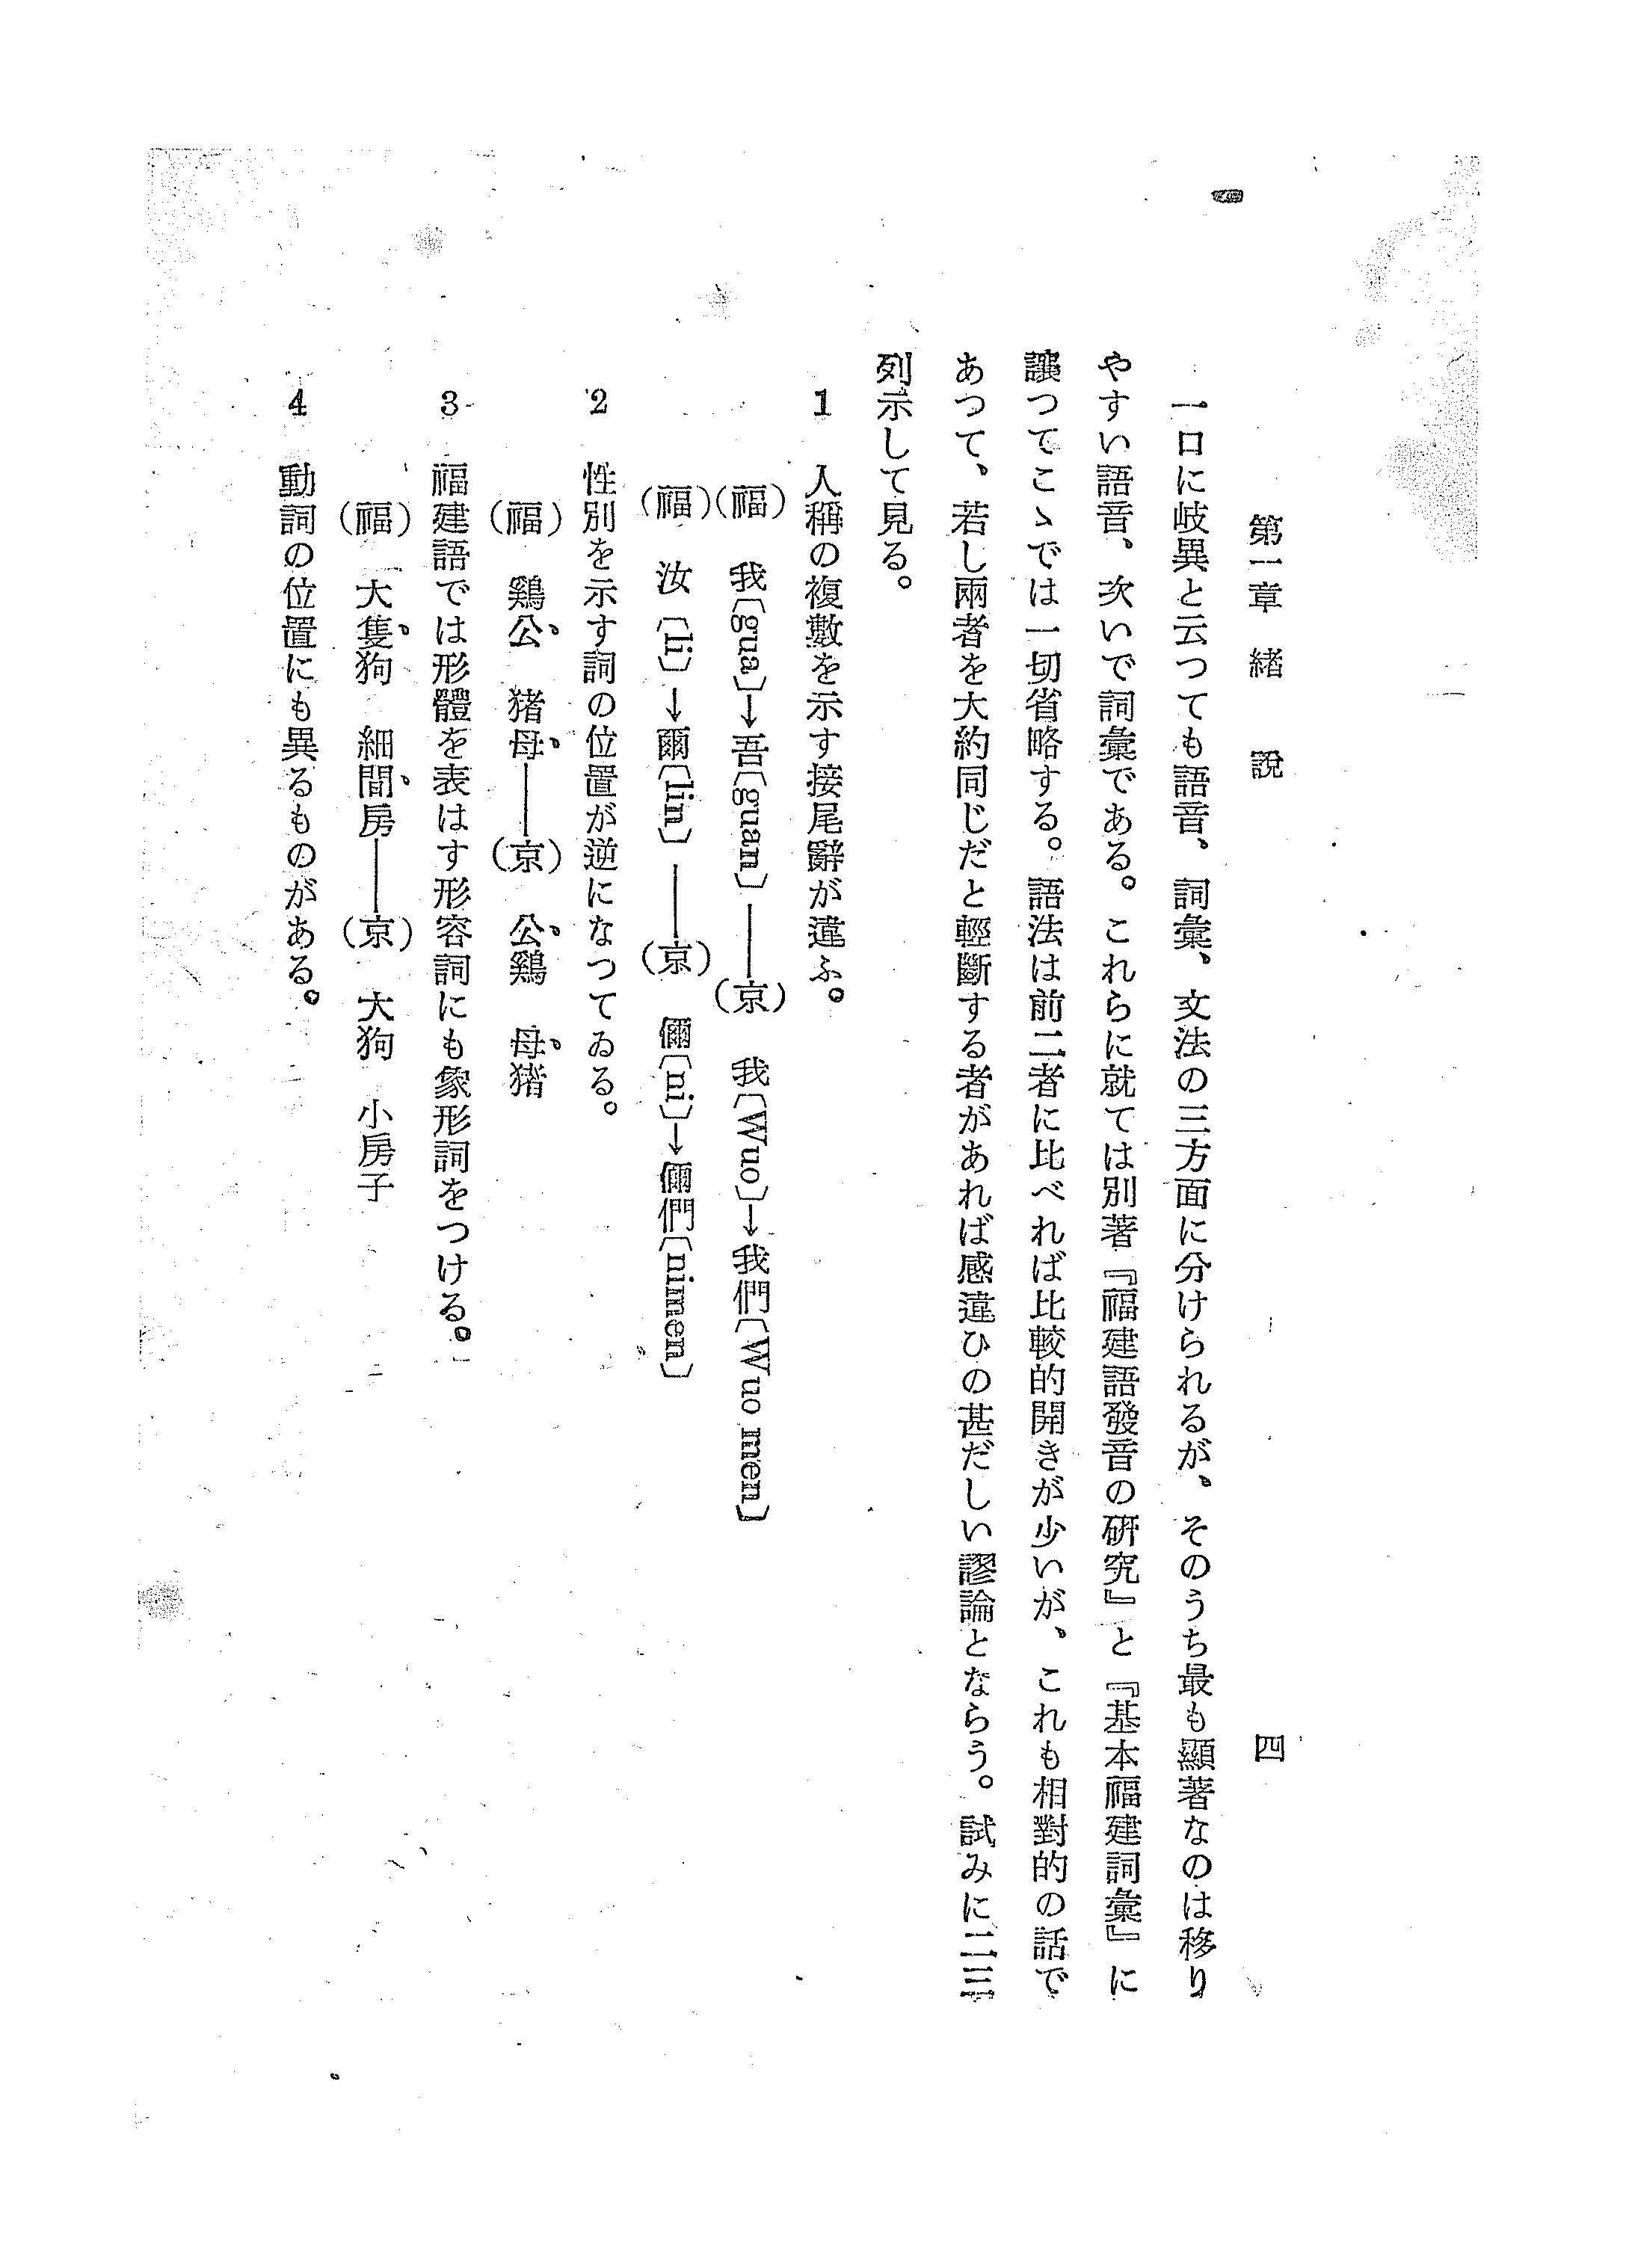 第一章　緒　說
四
一口に岐異と云つても語音、詞彙、文法の三方面に分けられるが、そのうち最も顯著なのは移り
やすい語音、次いで詞彙である。これらに就ては別著『福建語發音の硏究』と『基本福建詞彙』に
讓つてこゝでは一切省略する。語法は前二者に比べれば比較的開きが少いが、これも相對的の話で
あつて、若し兩者を大約同じだと輕斷する者があれば感違ひの甚だしい謬論とならう。試みに二三
列示して見る。
1　人稱の複數を示す接尾辭が違ふ。
(福)　我〔gua〕→吾〔guan〕——(京)　我〔Wuo〕→我們〔Wuo men〕
(福)　汝〔li〕→爾〔lin〕——(京)　儞〔ni〕→儞們〔nimen〕
2　性別を示す詞の位置が逆になつてゐる。
(福)　鷄公　猪母——(京)　公鷄　母猪
3　福建語では形體を表はす形容詞にも象形詞をつける。
(福)　大隻狗　細間房——(京)　大狗　小房子
4　動詞の位置にも異るものがある。